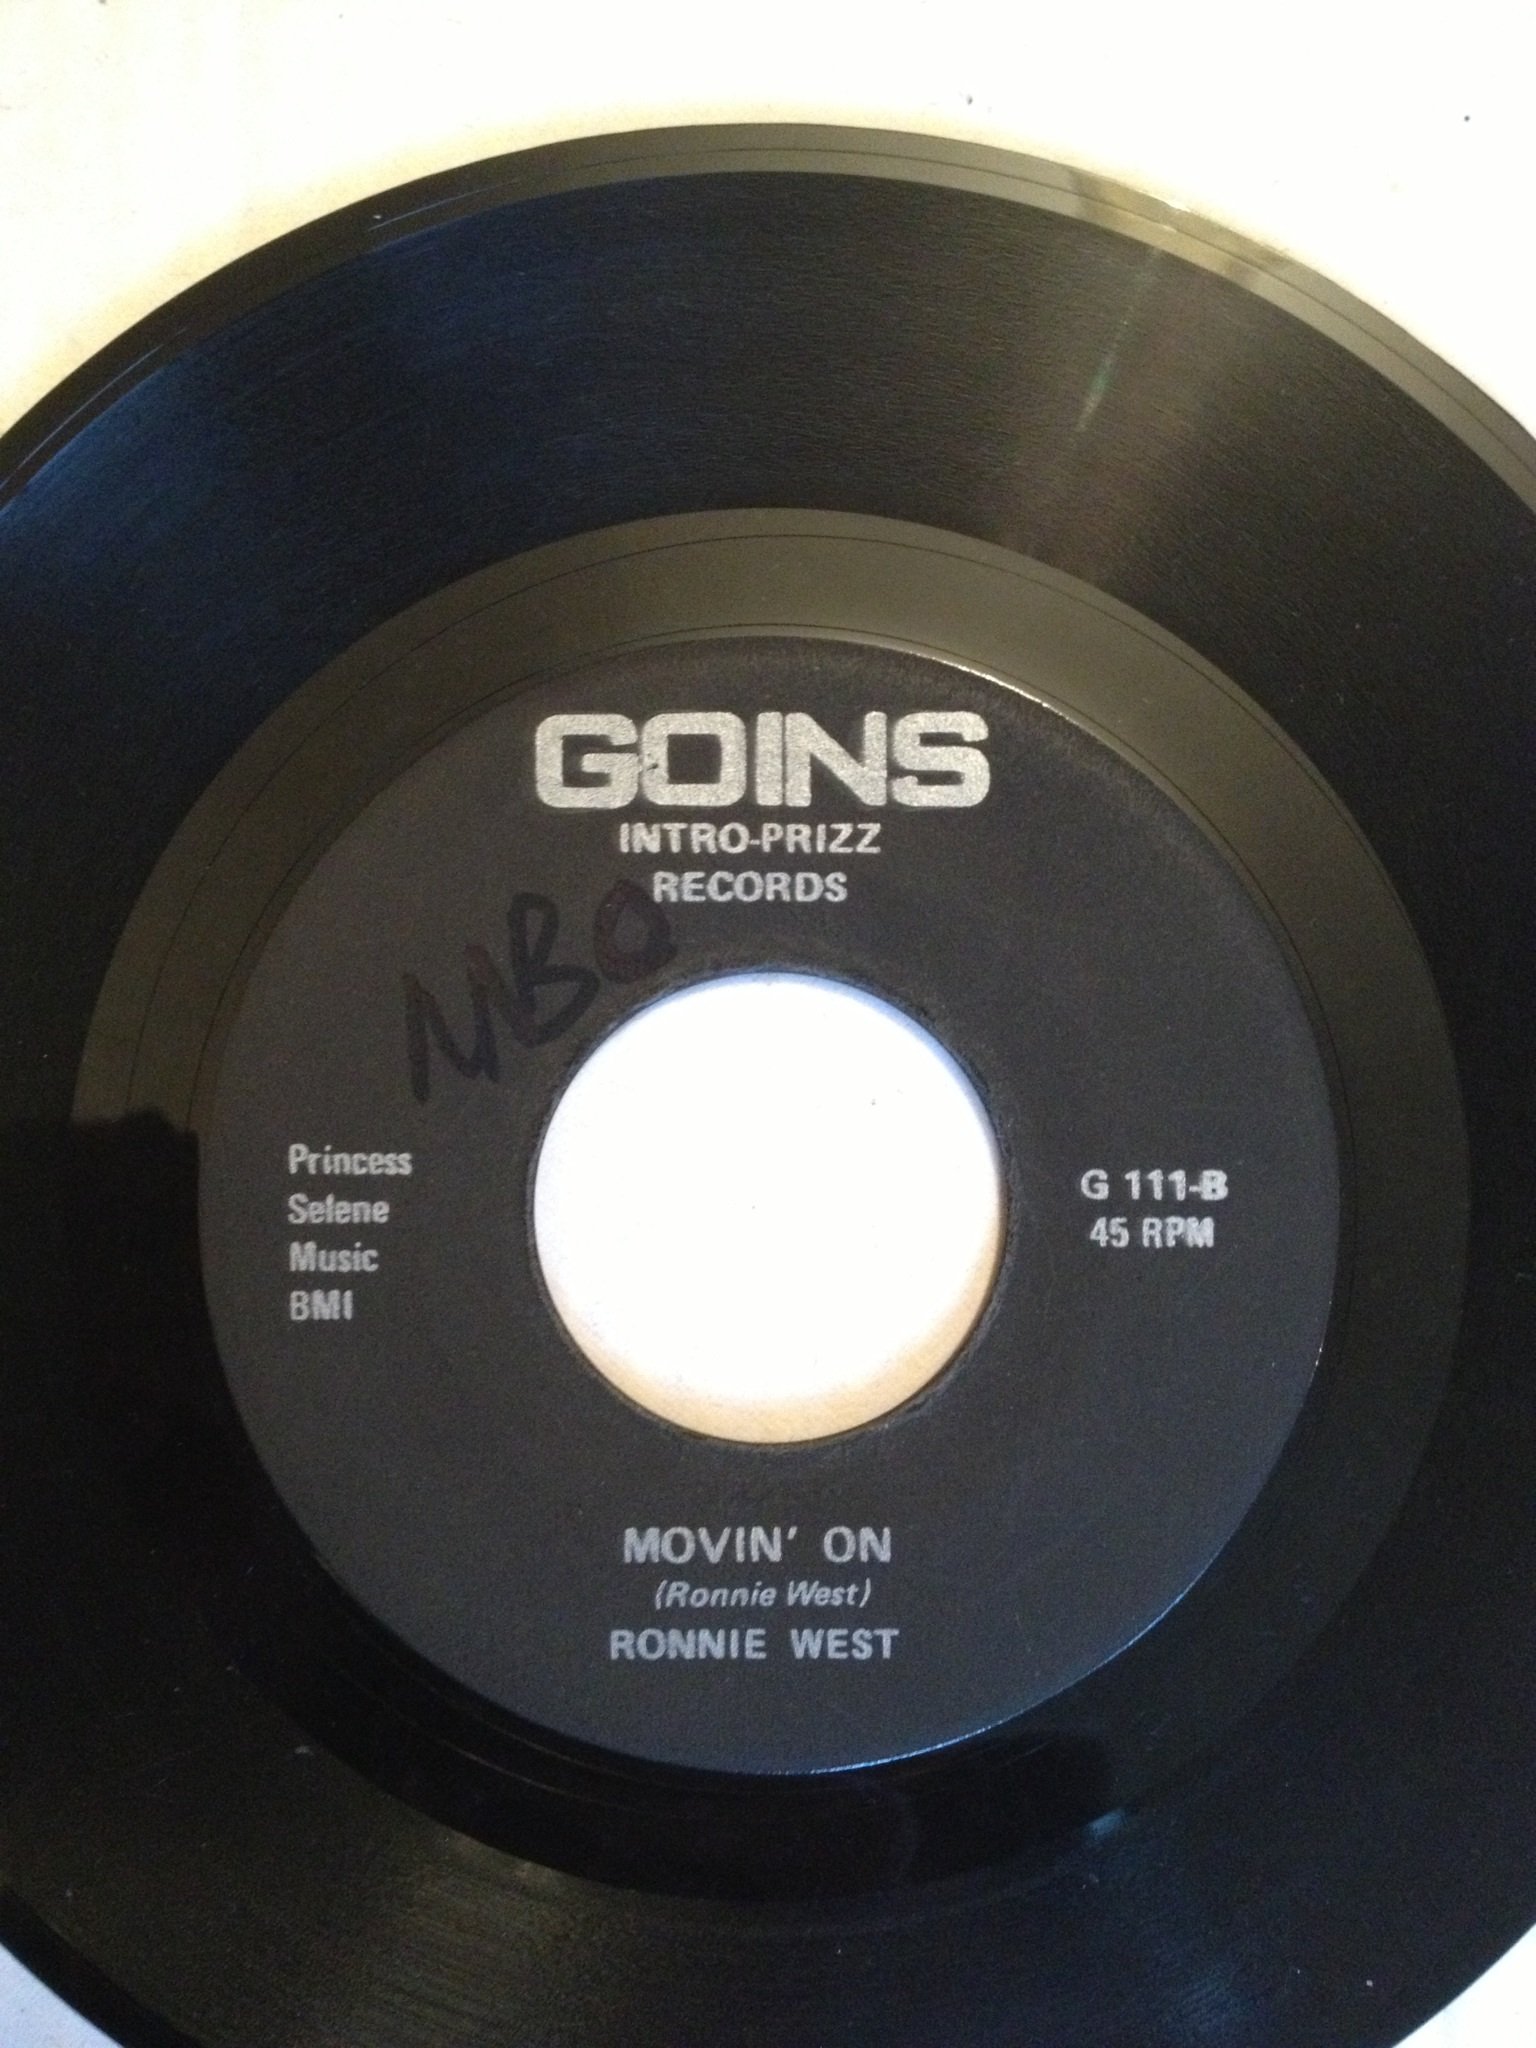 GOINS
INTRO-PRIZZ
RECORDS
MBO
Princess
Selene
Music
BMI
G 111-B
45 RPM
MOVIN' ON
(Ronnie West)
RONNIE WEST